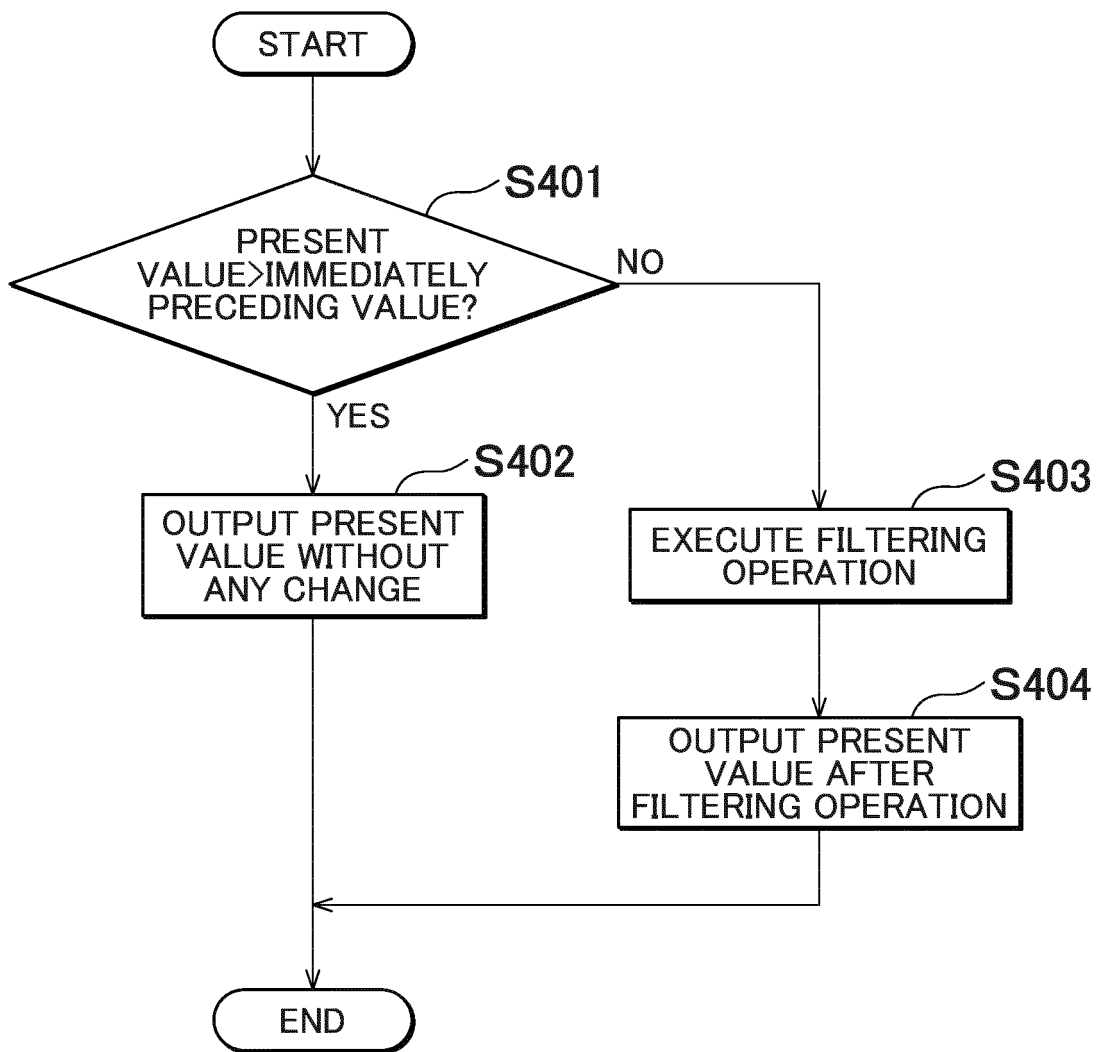 START
S401
PRESENT
VALUE>IMMEDIATELY
PRECEDING VALUE?
NO
YES
S402
OUTPUT PRESENT
VALUE WITHOUT
ANY CHANGE
S403
EXECUTE FILTERING
OPERATION
S404
OUTPUT PRESENT
VALUE AFTER
FILTERING OPERATION
END